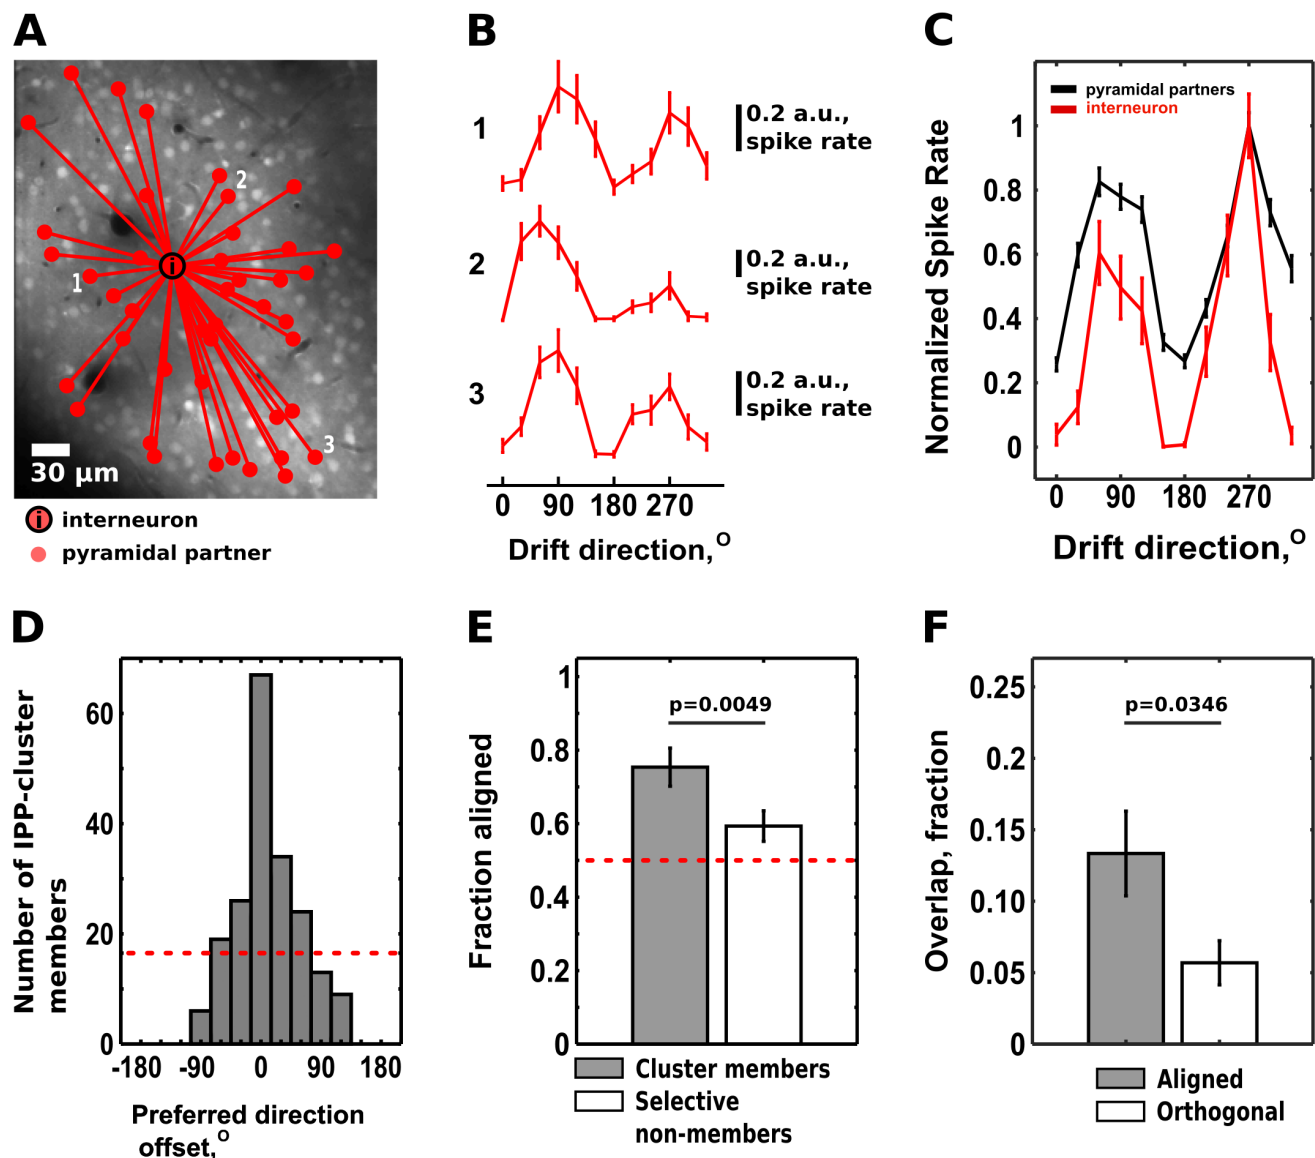 A
2
1
i
3
30 µm
i interneuron
pyramidal partner
B
1
0.2 a.u.,
spike rate
2
0.2 a.u.,
spike rate
3
0.2 a.u.,
spike rate
0 90 180 270
Drift direction,°
C
pyramidal partners
interneuron
Normalized Spike Rate
1
0.8
0.6
0.4
0.2
0
0 90 180 270
Drift direction,°
D
Number of IPP-cluster
members
60
40
20
0
-180 -90 0 90 180
Preferred direction
offset,°
E
Fraction aligned
1
0.8
0.6
0.4
0.2
0
p=0.0049
Cluster members
Selective
non-members
F
Overlap, fraction
0.25
0.2
0.15
0.10
0.05
0
p=0.0346
Aligned
Orthogonal